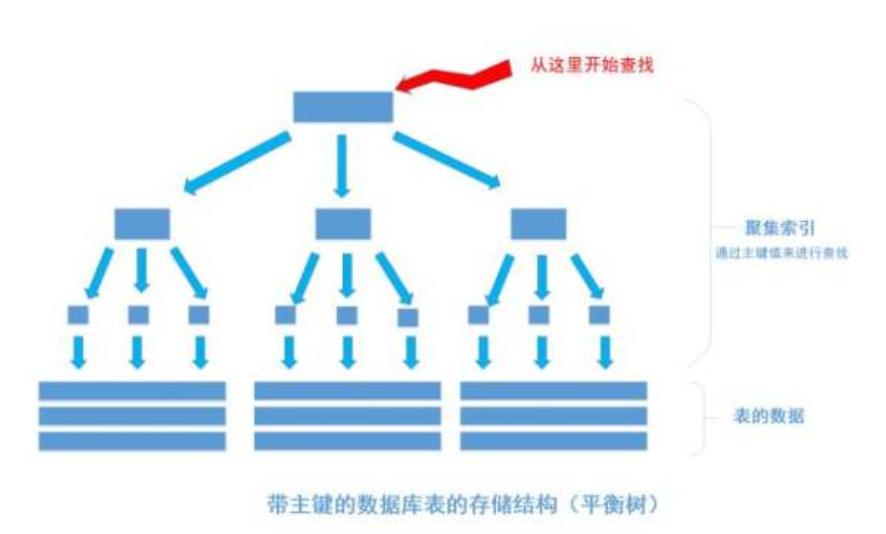 从这里开始查找
聚集索引
通过主键值来进行查找
表的数据
带主键的数据库表的存储结构（平衡树）